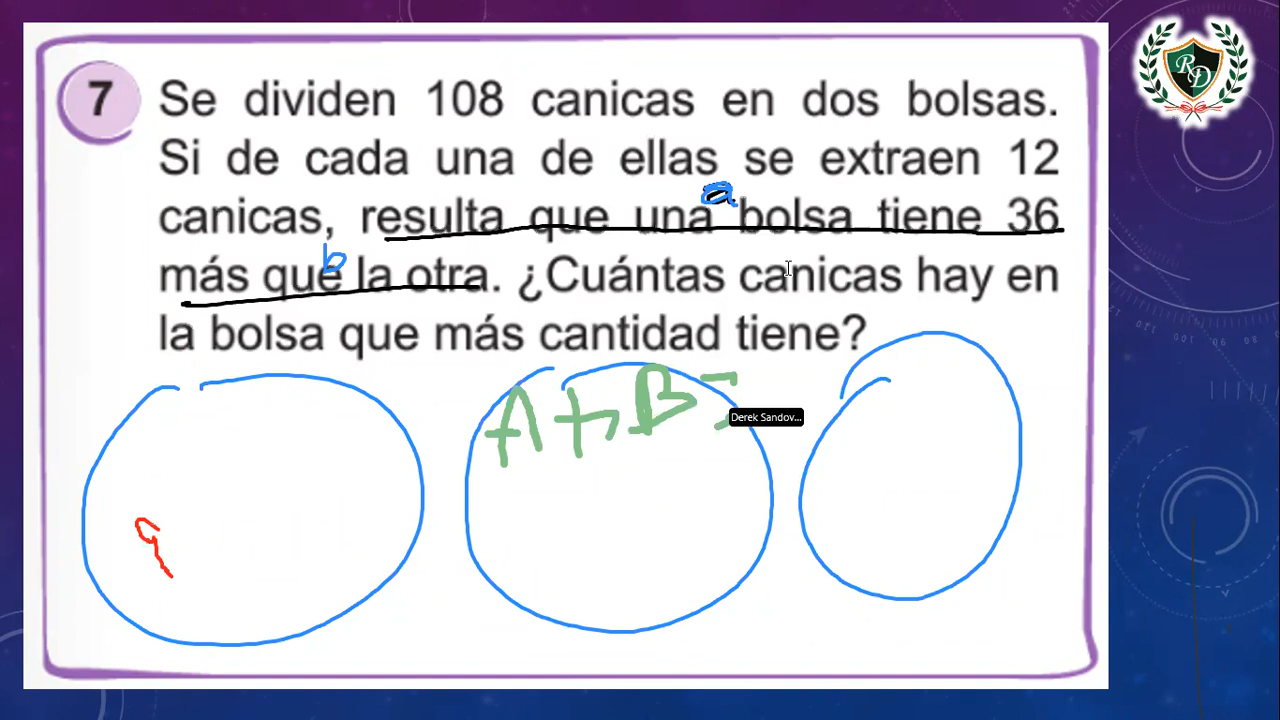 7 Se dividen 108 canicas en dos bolsas.
Si de cada una de ellas se extraen 12
a
canicas, resulta que una bolsa tiene 36
b
más que la otra. ¿Cuántas canicas hay en
la bolsa que más cantidad tiene?
A+B=
Derek Sandov...
RD